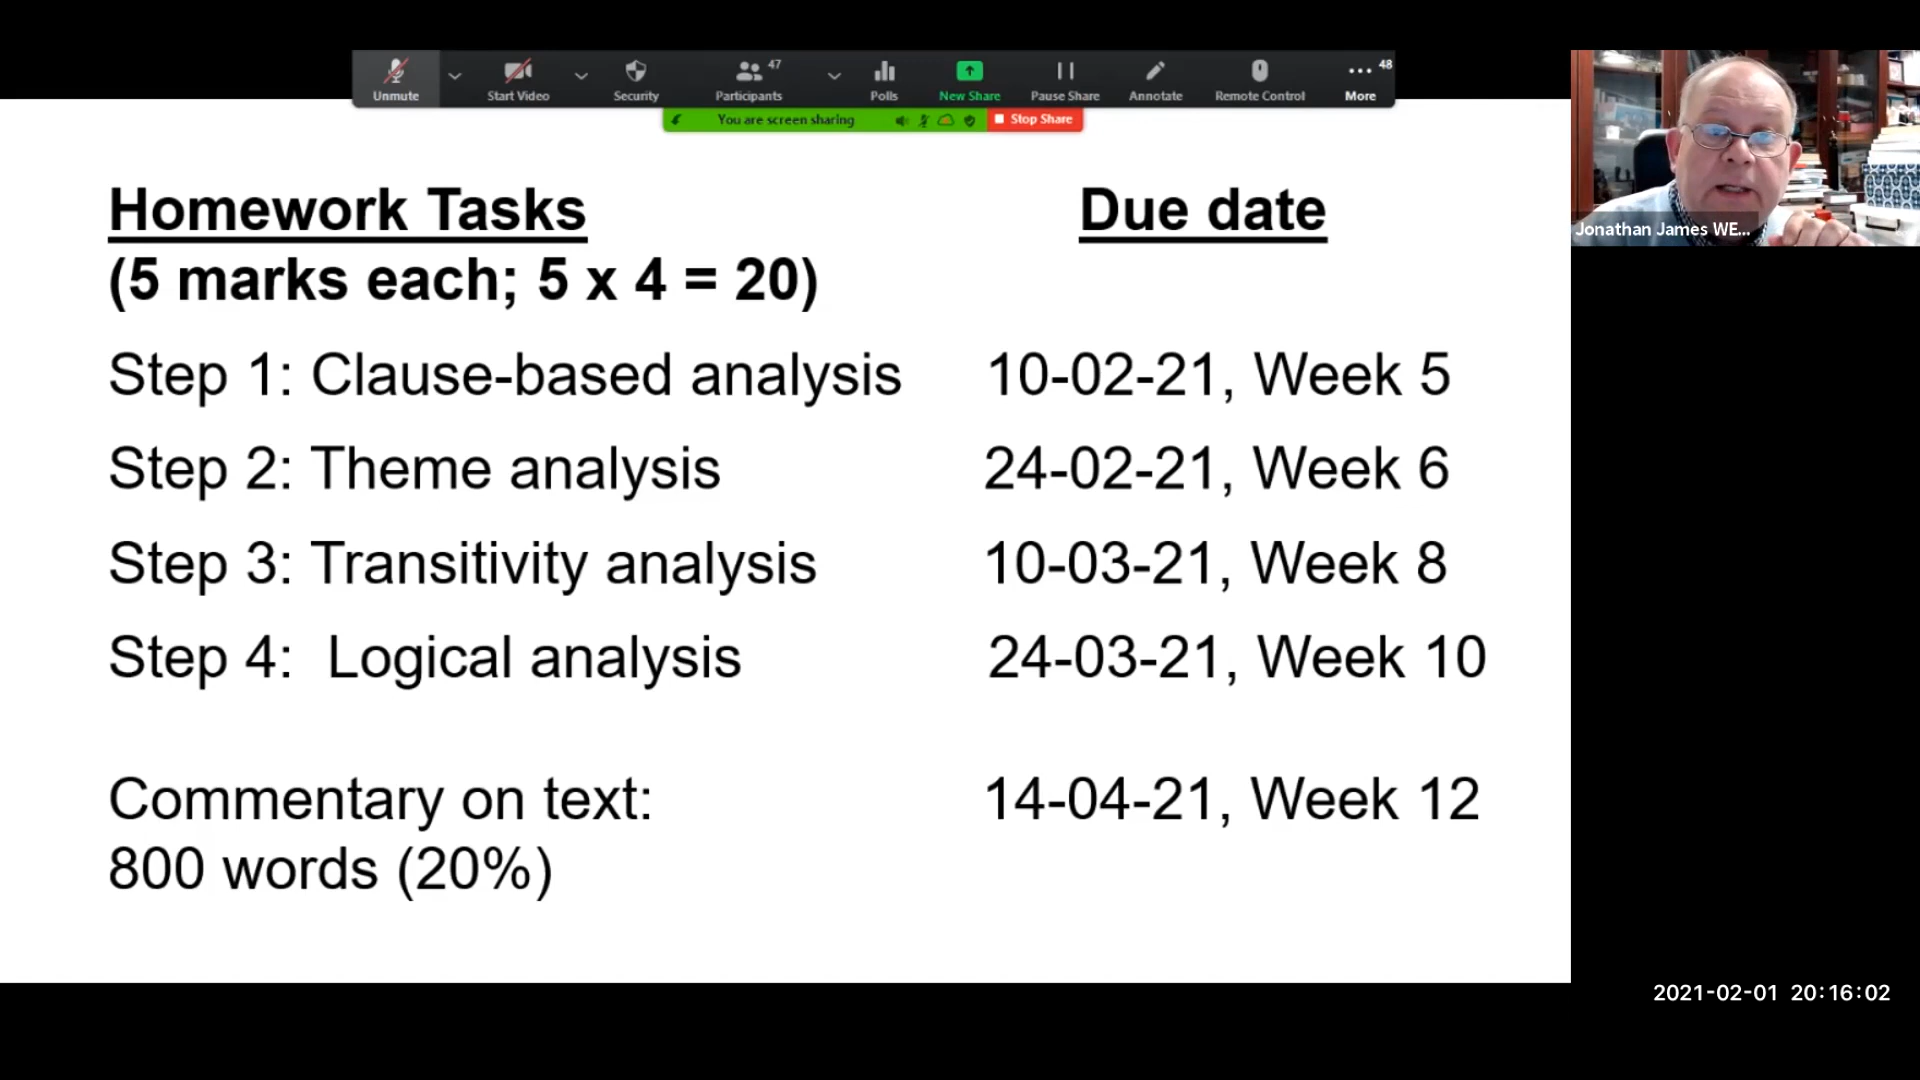 47
48
Unmute
Start Video
Security
Participants
Polls
New Share
Pause Share
Annotate
Remote Control
More
You are screen sharing
Stop Share
Jonathan James WE...
Homework Tasks Due date
(5 marks each; 5 x 4 = 20)
Step 1: Clause-based analysis 10-02-21, Week 5
Step 2: Theme analysis 24-02-21, Week 6
Step 3: Transitivity analysis 10-03-21, Week 8
Step 4: Logical analysis 24-03-21, Week 10
Commentary on text: 14-04-21, Week 12
800 words (20%)
2021-02-01 20:16:02